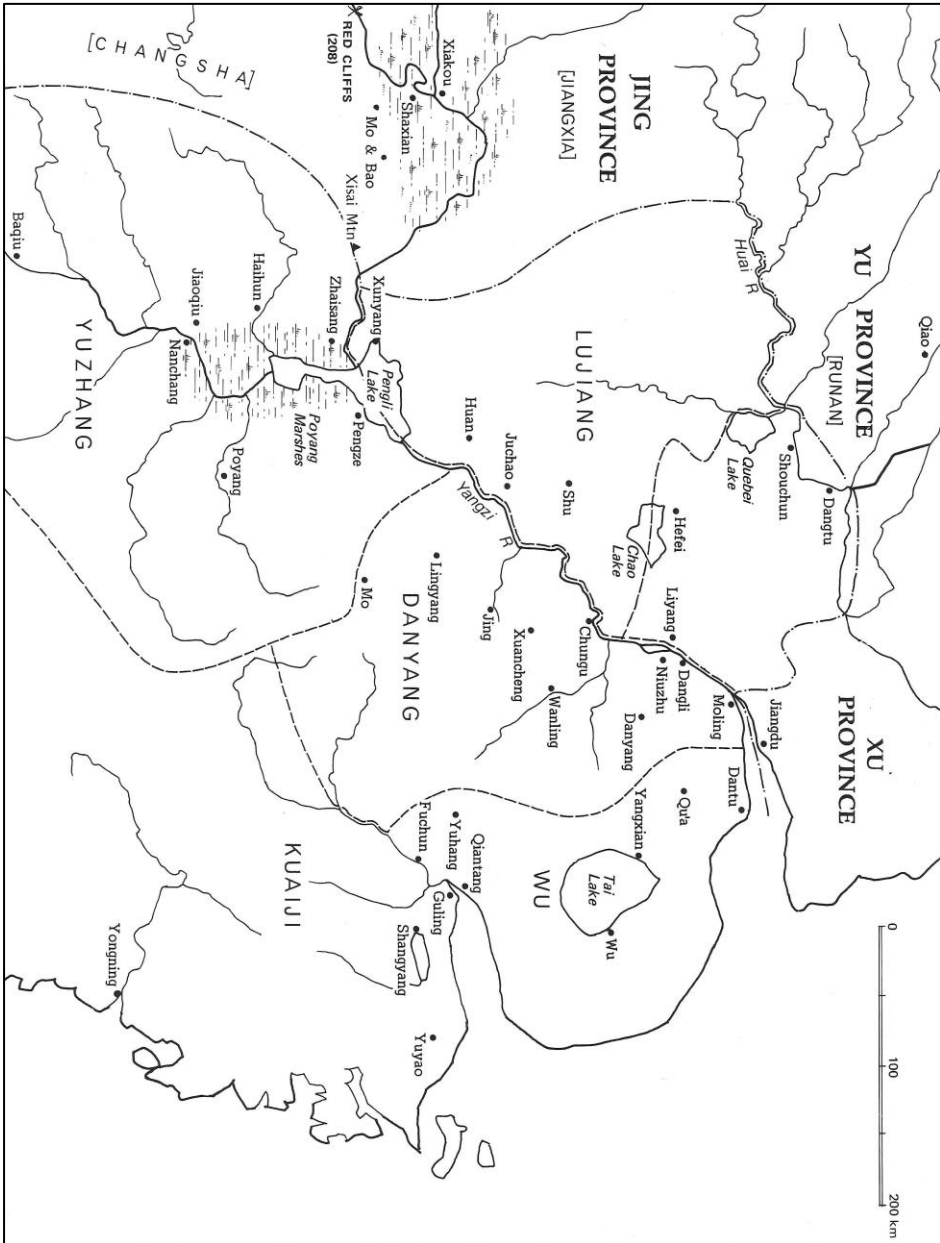 Qiao
0
100
200 km
YU
PROVINCE
[RUNAN]
XU
PROVINCE
Dangtu
Shouchun
Huai R
Quebei
Lake
Jiangdu
Moling
Dantu
JING
PROVINCE
[JIANGXIA]
Hefei
Chao
Lake
Liyang
Dangli
Niuzhu
Qu'a
Danyang
Yangxian
Tai
Lake
Wu
LUJIANG
Shu
Chungu
WU
Wanling
Xuancheng
Juchao
Yangzi R
Jing
Huan
Qiantang
Yuhang
Guling
Xiakou
Lingyang
Fuchun
Shangyang
Yuyao
Shaxian
DANYANG
Mo & Bao
Xunyang
Pengli
Lake
Mo
Xisai Mtn
RED CLIFFS
(208)
Zhaisang
Pengze
Poyang
Marshes
KUAIJI
Haihun
Poyang
Jiaoqiu
Nanchang
Yongning
[CHANGSHA]
YUZHANG
Baqiu